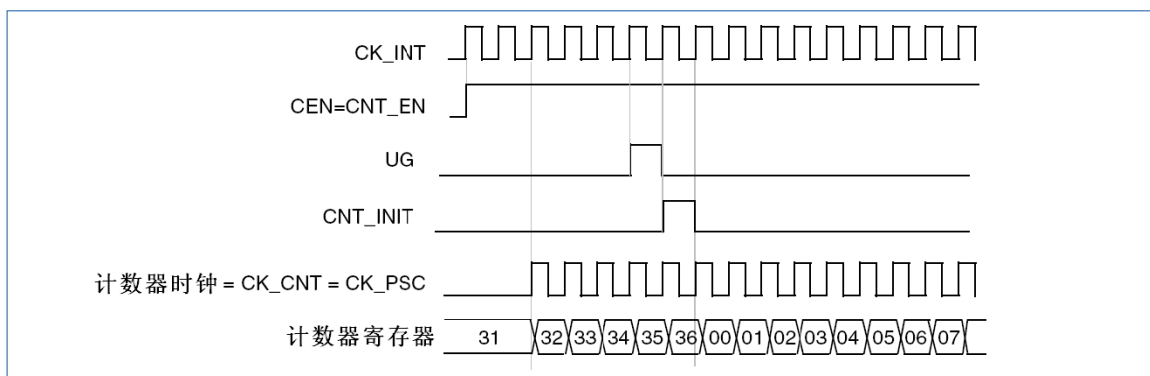 CK_INT
CEN=CNT_EN
UG
CNT_INIT
计数器时钟 = CK_CNT = CK_PSC
计数器寄存器 31 32 33 34 35 36 00 01 02 03 04 05 06 07